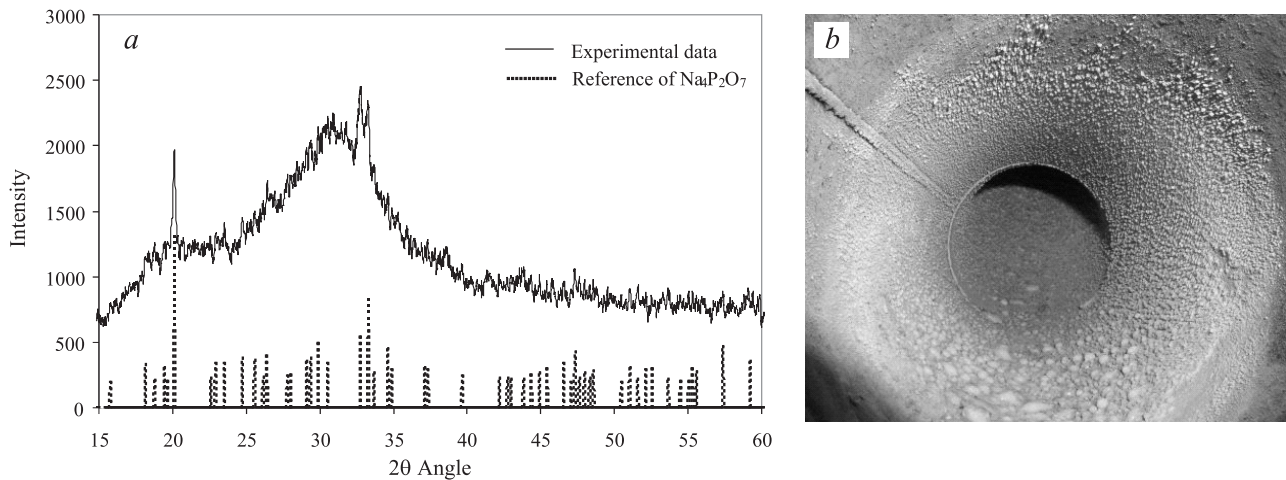 a
3000
2500
2000
1500
1000
500
0
Intensity
Experimental data
Reference of Na₄P₂O₇
15 20 25 30 35 40 45 50 55 60
2θ Angle
b